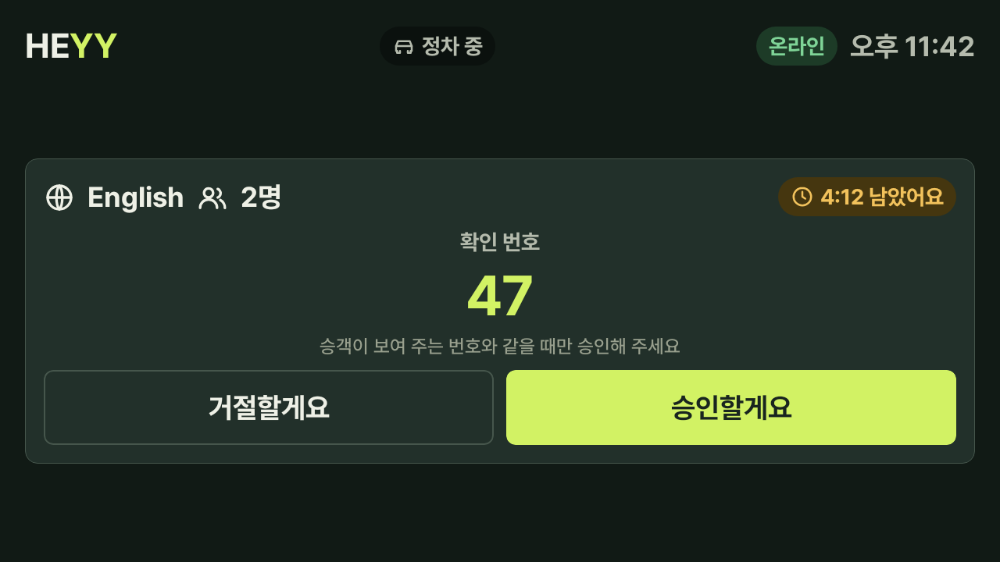 HEYY
정차 중
온라인 오후 11:42
English 2명
4:12 남았어요
확인 번호
47
승객이 보여 주는 번호와 같을 때만 승인해 주세요
거절할게요
승인할게요